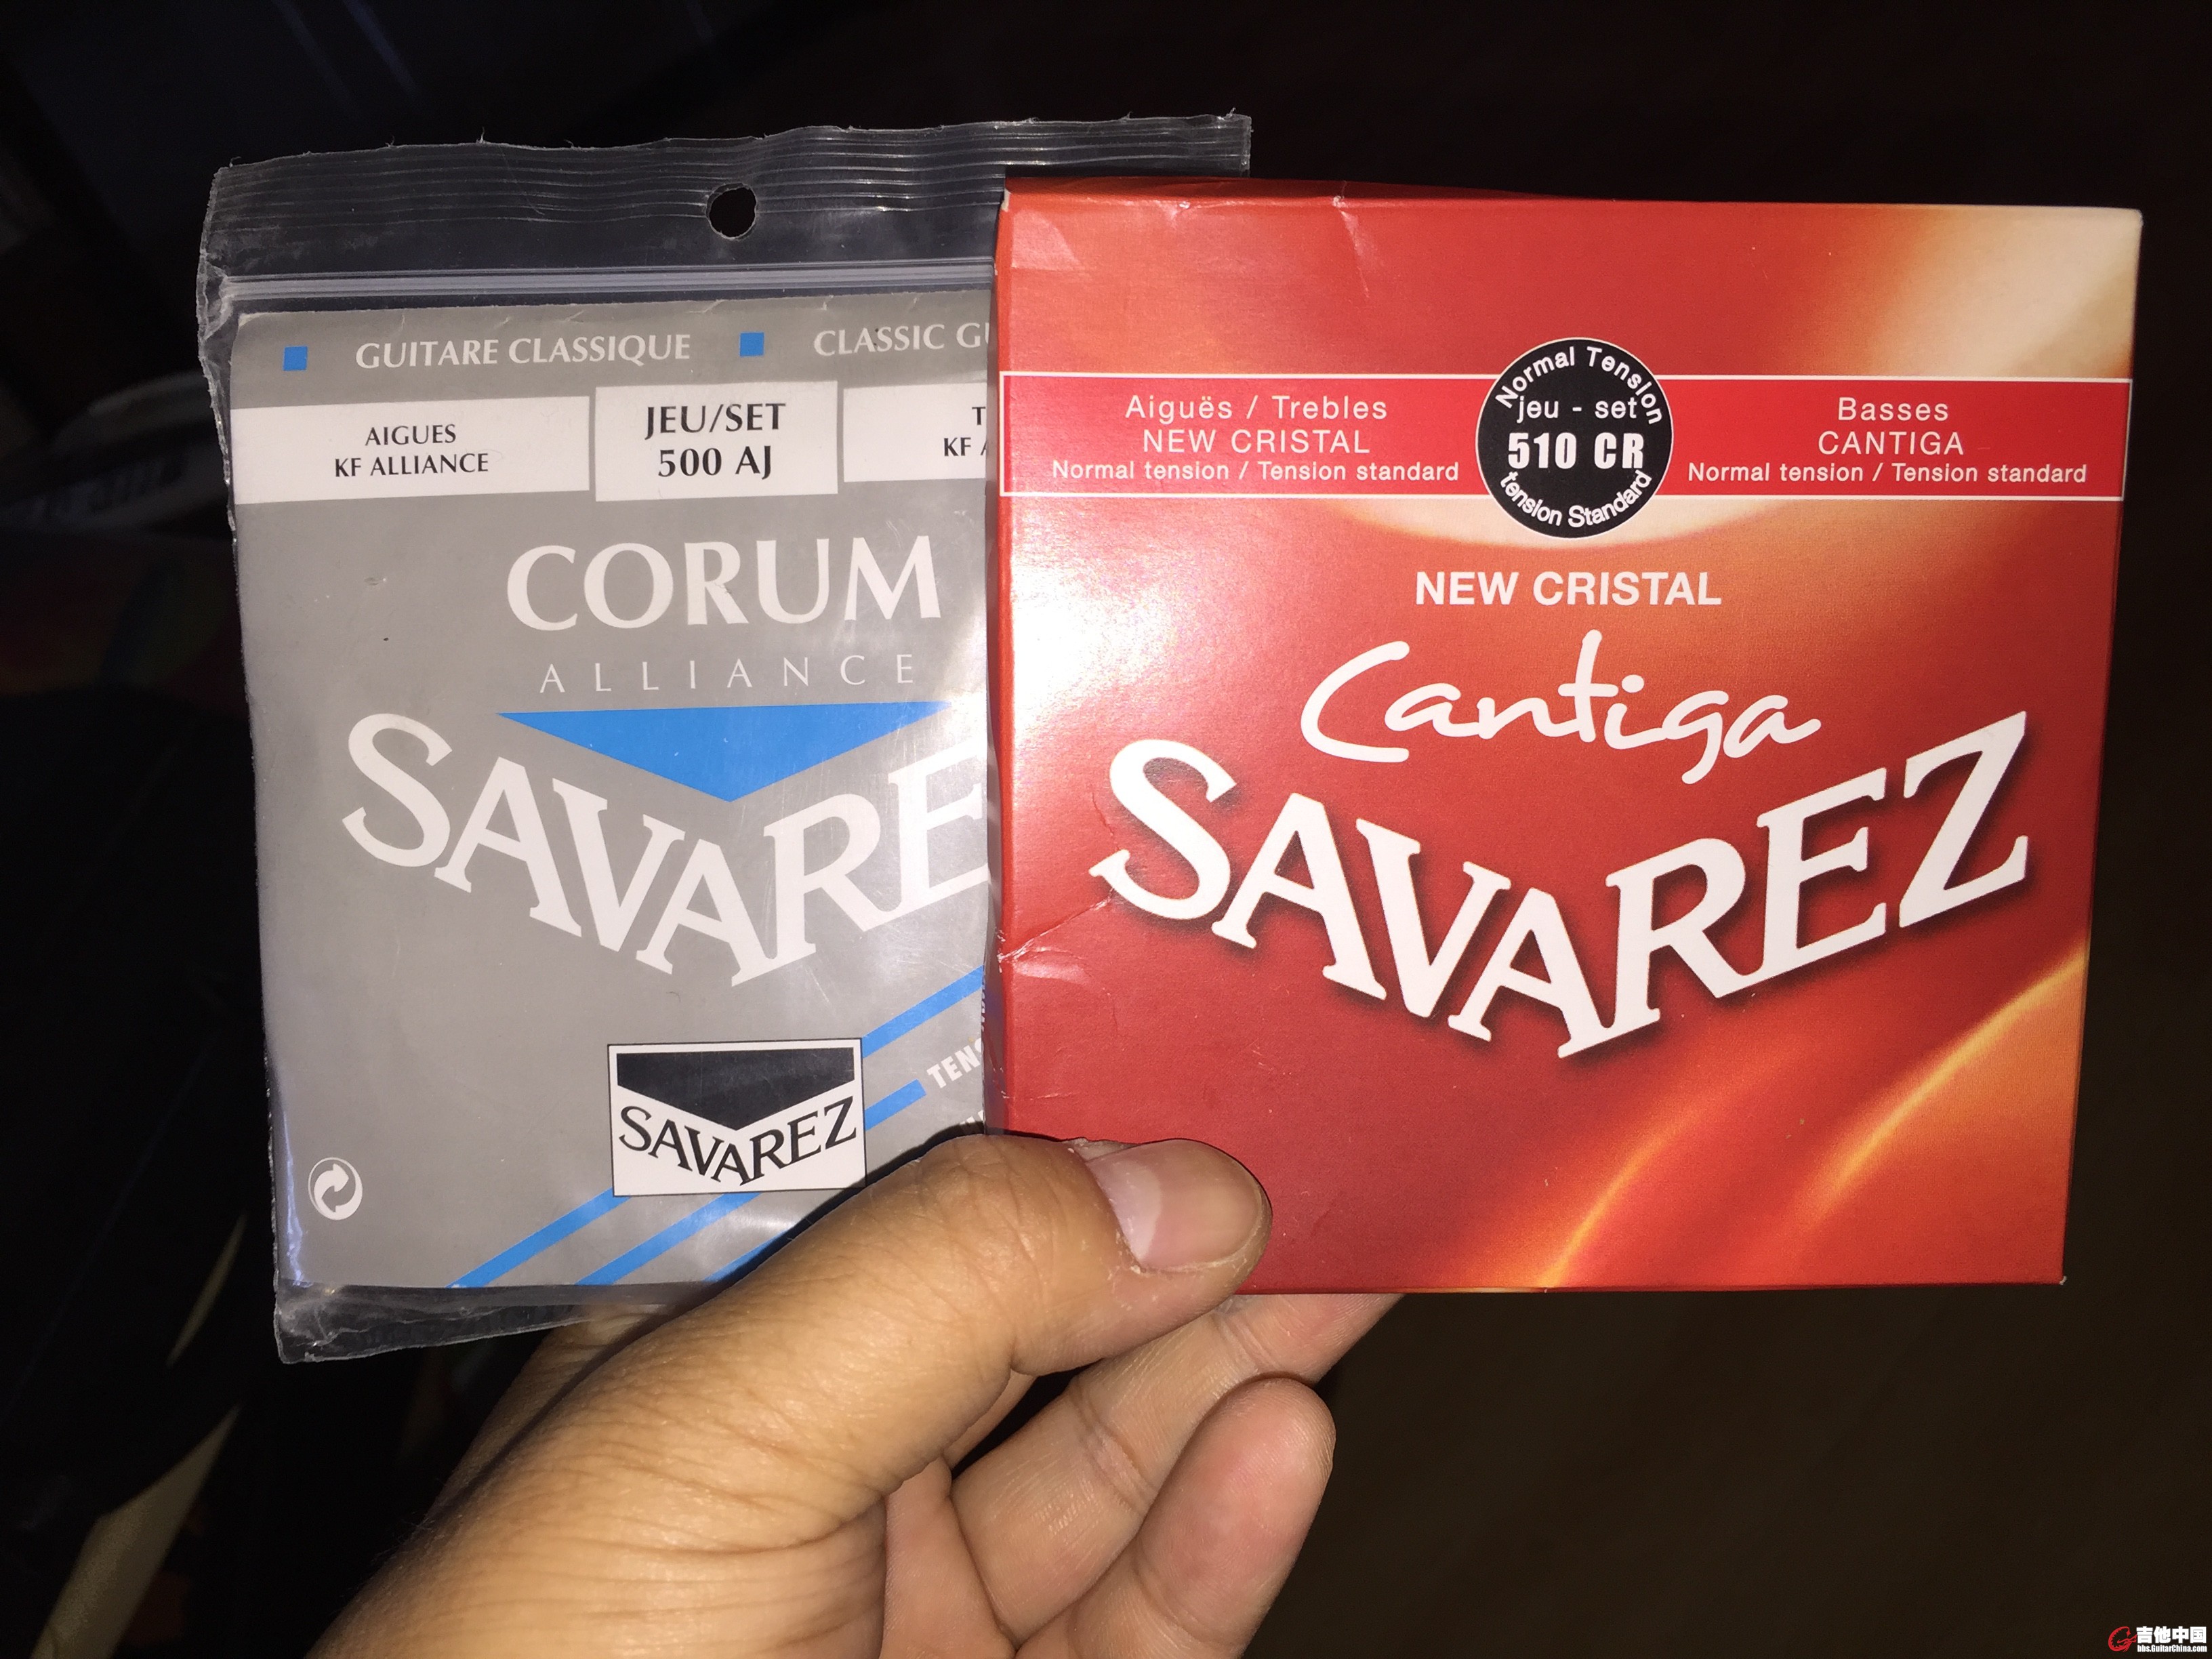 GUITARE CLASSIQUE
CLASSIC
AIGUES
KF ALLIANCE
JEU/SET
500 AJ
KF
CORUM
ALLIANCE
SAVARE
SAVAREZ
Normal Tension
jeu - set
510 CR
tension Standard
Aiguës / Trebles
NEW CRISTAL
Normal tension / Tension standard
Basses
CANTIGA
Normal tension / Tension standard
NEW CRISTAL
Cantiga
SAVAREZ
吉他中国
bbs.GuitarChina.com